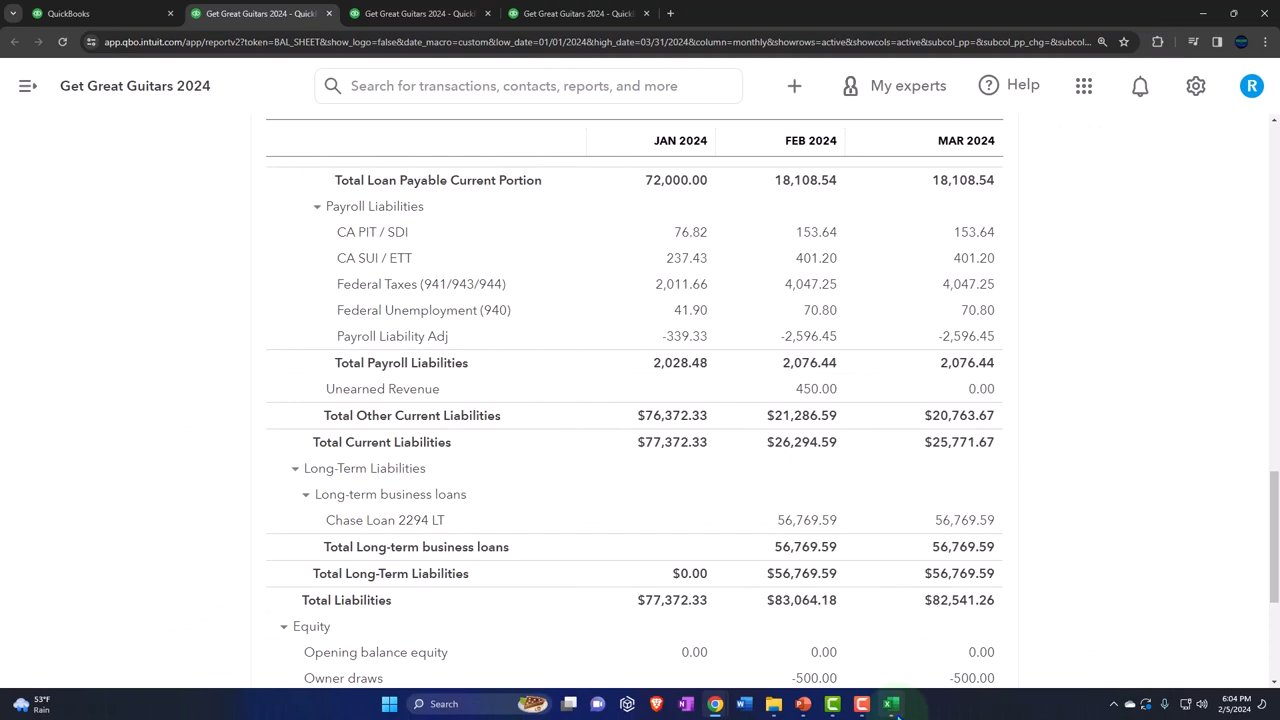 QuickBooks
Get Great Guitars 2024 - QuickB
Get Great Guitars 2024 - Quick
Get Great Guitars 2024 - Quick
app.qbo.intuit.com/app/reportv2?token=BAL_SHEET&show_logo=false&date_macro=custom&low_date=01/01/2024&high_date=03/31/2024&column=monthly&showrows=active&showcols=active&subcol_pp=&subcol_pp_chg=&subcol...
Get Great Guitars 2024
Search for transactions, contacts, reports, and more
My experts
Help
R
JAN 2024 FEB 2024 MAR 2024
Total Loan Payable Current Portion 72,000.00 18,108.54 18,108.54
Payroll Liabilities
CA PIT / SDI 76.82 153.64 153.64
CA SUI / ETT 237.43 401.20 401.20
Federal Taxes (941/943/944) 2,011.66 4,047.25 4,047.25
Federal Unemployment (940) 41.90 70.80 70.80
Payroll Liability Adj -339.33 -2,596.45 -2,596.45
Total Payroll Liabilities 2,028.48 2,076.44 2,076.44
Unearned Revenue 450.00 0.00
Total Other Current Liabilities $76,372.33 $21,286.59 $20,763.67
Total Current Liabilities $77,372.33 $26,294.59 $25,771.67
Long-Term Liabilities
Long-term business loans
Chase Loan 2294 LT 56,769.59 56,769.59
Total Long-term business loans 56,769.59 56,769.59
Total Long-Term Liabilities $0.00 $56,769.59 $56,769.59
Total Liabilities $77,372.33 $83,064.18 $82,541.26
Equity
Opening balance equity 0.00 0.00 0.00
Owner draws -500.00 -500.00
53°F
Rain
Search
6:04 PM
2/5/2024